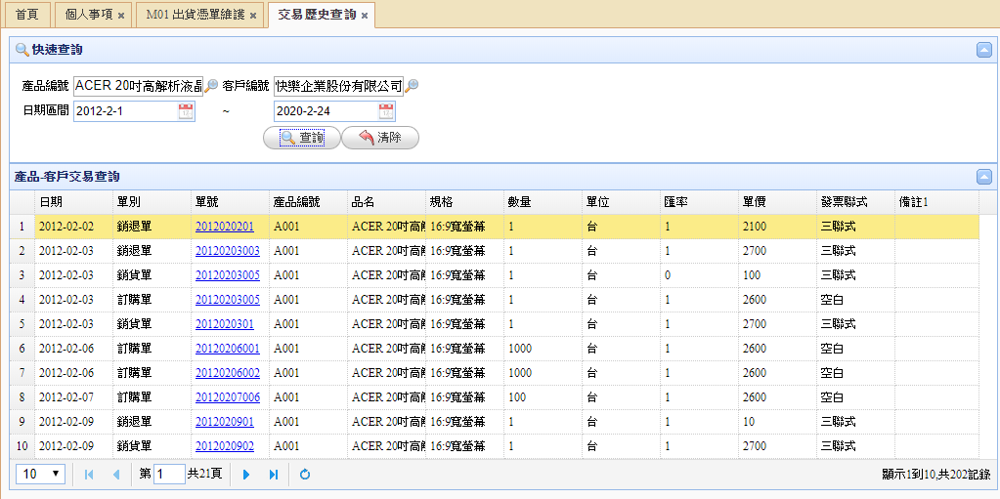 首頁 個人事項 M01 出貨憑單維護 交易歷史查詢
快速查詢
產品編號 ACER 20吋高解析液晶 客戶編號 快樂企業股份有限公司
日期區間 2012-2-1 ~ 2020-2-24
查詢 清除
產品-客戶交易查詢
日期 單別 單號 產品編號 品名 規格 數量 單位 匯率 單價 發票聯式 備註1
1 2012-02-02 銷退單 2012020201 A001 ACER 20吋高解 16:9寬螢幕 1 台 1 2100 三聯式
2 2012-02-03 銷退單 20120203003 A001 ACER 20吋高解 16:9寬螢幕 1 台 1 2700 三聯式
3 2012-02-03 銷貨單 20120203005 A001 ACER 20吋高解 16:9寬螢幕 1 台 0 100 三聯式
4 2012-02-03 訂購單 20120203005 A001 ACER 20吋高解 16:9寬螢幕 1 台 1 2600 空白
5 2012-02-03 銷貨單 2012020301 A001 ACER 20吋高解 16:9寬螢幕 1 台 1 2700 三聯式
6 2012-02-06 訂購單 20120206001 A001 ACER 20吋高解 16:9寬螢幕 1000 台 1 2600 空白
7 2012-02-06 訂購單 20120206002 A001 ACER 20吋高解 16:9寬螢幕 1000 台 1 2600 空白
8 2012-02-07 訂購單 20120207006 A001 ACER 20吋高解 16:9寬螢幕 100 台 1 2600 空白
9 2012-02-09 銷退單 2012020901 A001 ACER 20吋高解 16:9寬螢幕 1 台 1 10 三聯式
10 2012-02-09 銷貨單 2012020902 A001 ACER 20吋高解 16:9寬螢幕 1 台 1 2700 三聯式
10 第 1 共21頁 顯示1到10,共202記錄